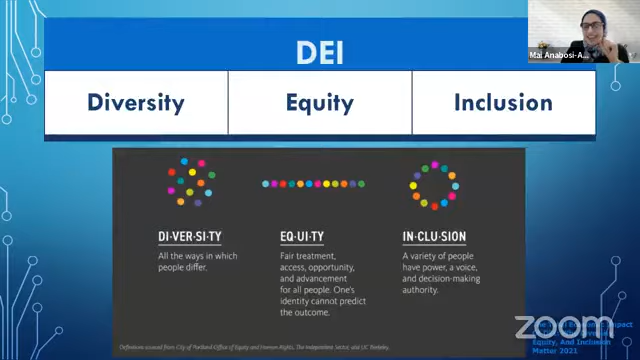 DEI
Mai Anabosi-A...
Diversity Equity Inclusion
DI·VER·SI·TY
All the ways in which
people differ.
EQ·UI·TY
Fair treatment,
access, opportunity,
and advancement
for all people. One's
identity cannot predict
the outcome.
IN·CLU·SION
A variety of people
have power, a voice,
and decision-making
authority.
Definitions sourced from City of Portland Office of Equity and Human Rights, The Independent Sector, and UC Berkeley.
Impact
Equity, And Inclusion
Matter 2021
zoom